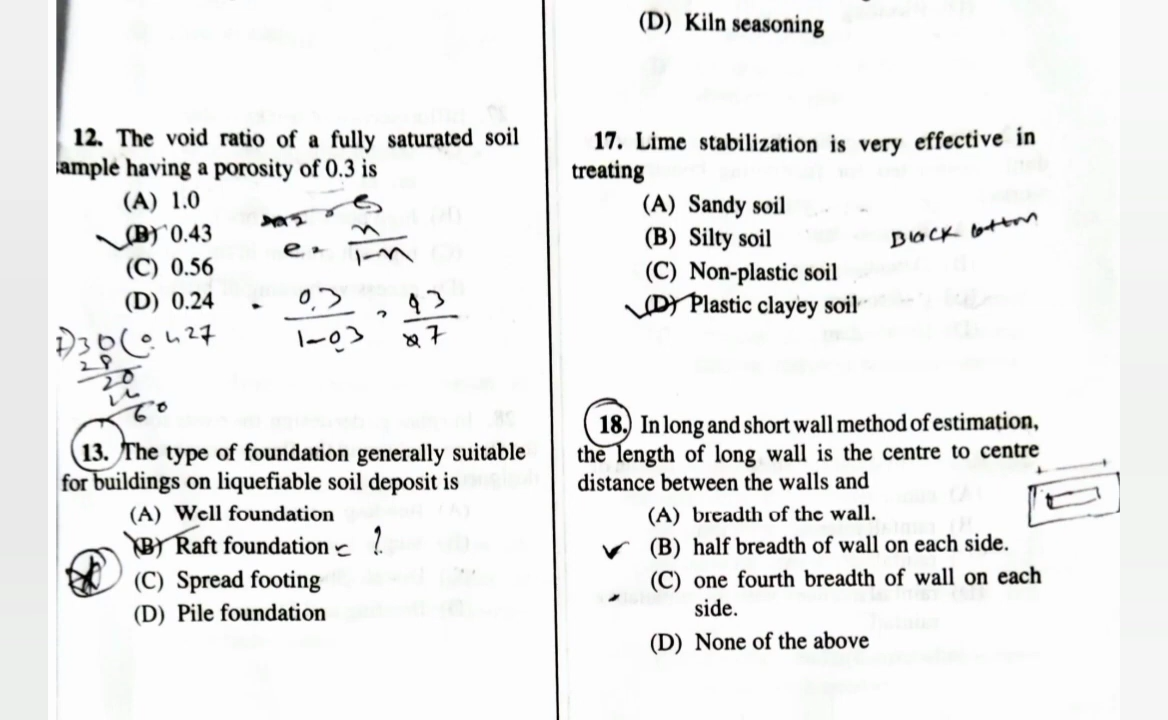 12. The void ratio of a fully saturated soil
ample having a porosity of 0.3 is
(A) 1.0
(B) 0.43
(C) 0.56
(D) 0.24
e = n
1-n
0.3
1-0.3
7)30(0.427
28
20
60
13. The type of foundation generally suitable
for buildings on liquefiable soil deposit is
(A) Well foundation
(B) Raft foundation
(C) Spread footing
(D) Pile foundation
(D) Kiln seasoning
17. Lime stabilization is very effective in
treating
(A) Sandy soil
(B) Silty soil
Black cotton
(C) Non-plastic soil
(D) Plastic clayey soil
18. In long and short wall method of estimation,
the length of long wall is the centre to centre
distance between the walls and
(A) breadth of the wall.
(B) half breadth of wall on each side.
(C) one fourth breadth of wall on each
side.
(D) None of the above